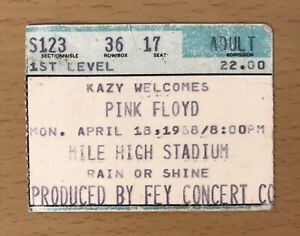 S123 36 17 ADULT
SECTION/AISLE ROW/BOX SEAT ADMISSION
1ST LEVEL 22.00
KAZY WELCOMES
PINK FLOYD
MON. APRIL 18,1988/8:00PM
MILE HIGH STADIUM
RAIN OR SHINE
PRODUCED BY FEY CONCERT CO